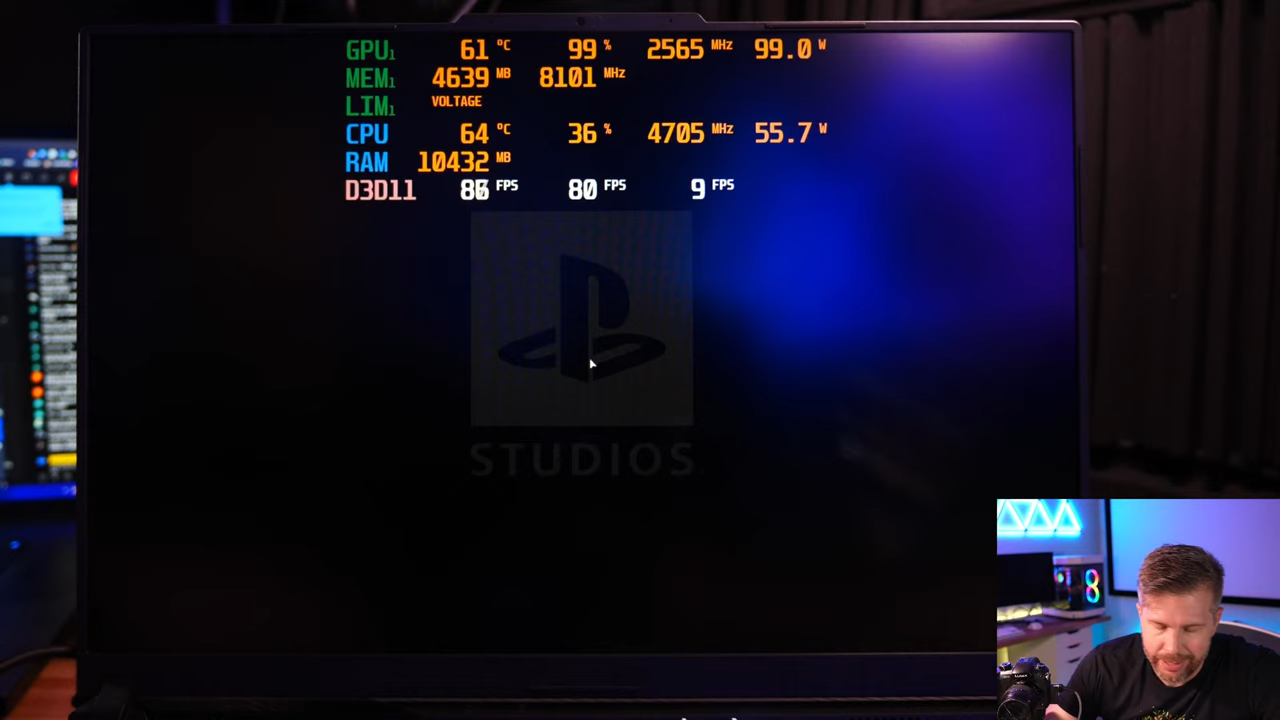 GPU1 61 °C 99 % 2565 MHz 99.0 W
MEM1 4639 MB 8101 MHz
LIM1 VOLTAGE
CPU 64 °C 36 % 4705 MHz 55.7 W
RAM 10432 MB
D3D11 FPS 80 FPS 9 FPS
STUDIOS